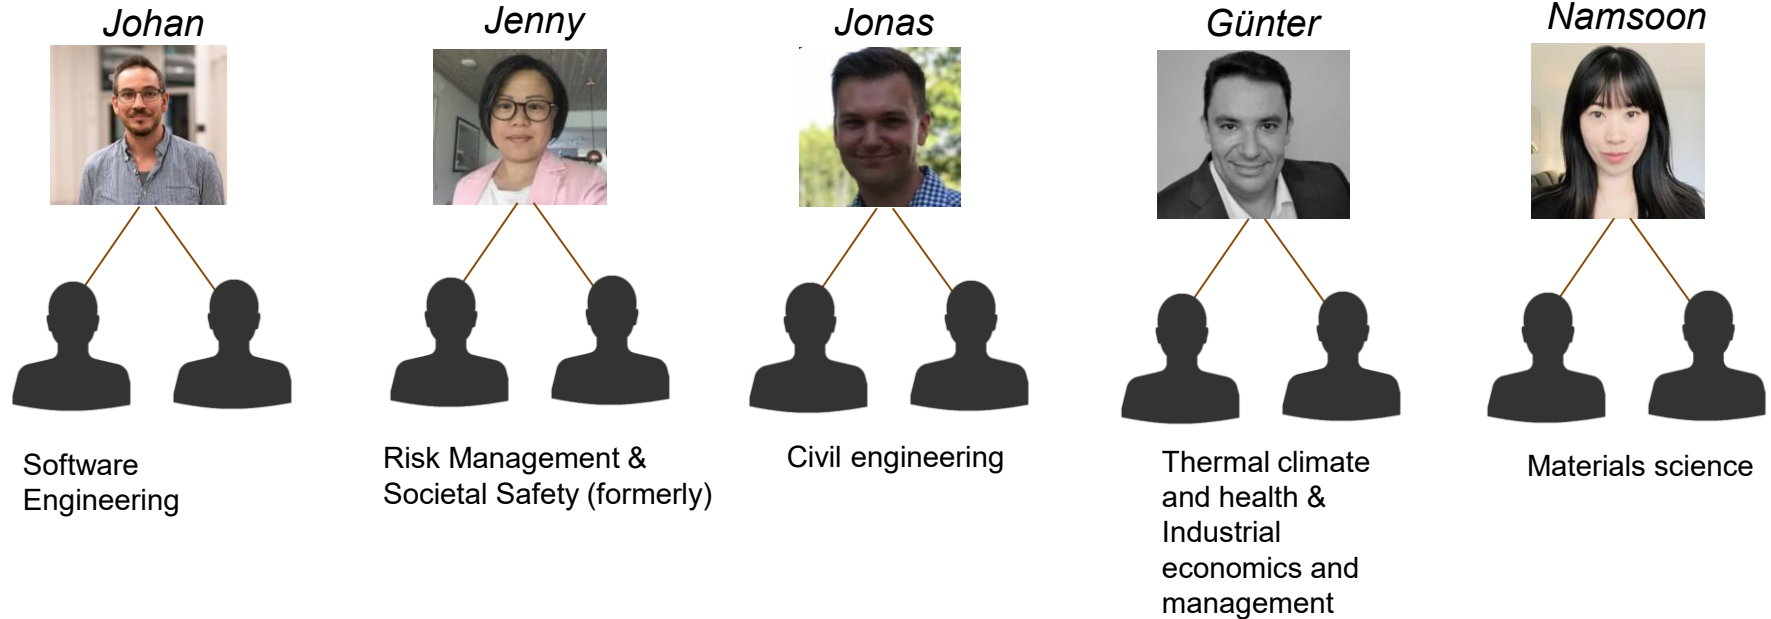 Johan
Jenny
Jonas
Günter
Namsoon
Software
Engineering
Risk Management &
Societal Safety (formerly)
Civil engineering
Thermal climate
and health &
Industrial
economics and
management
Materials science